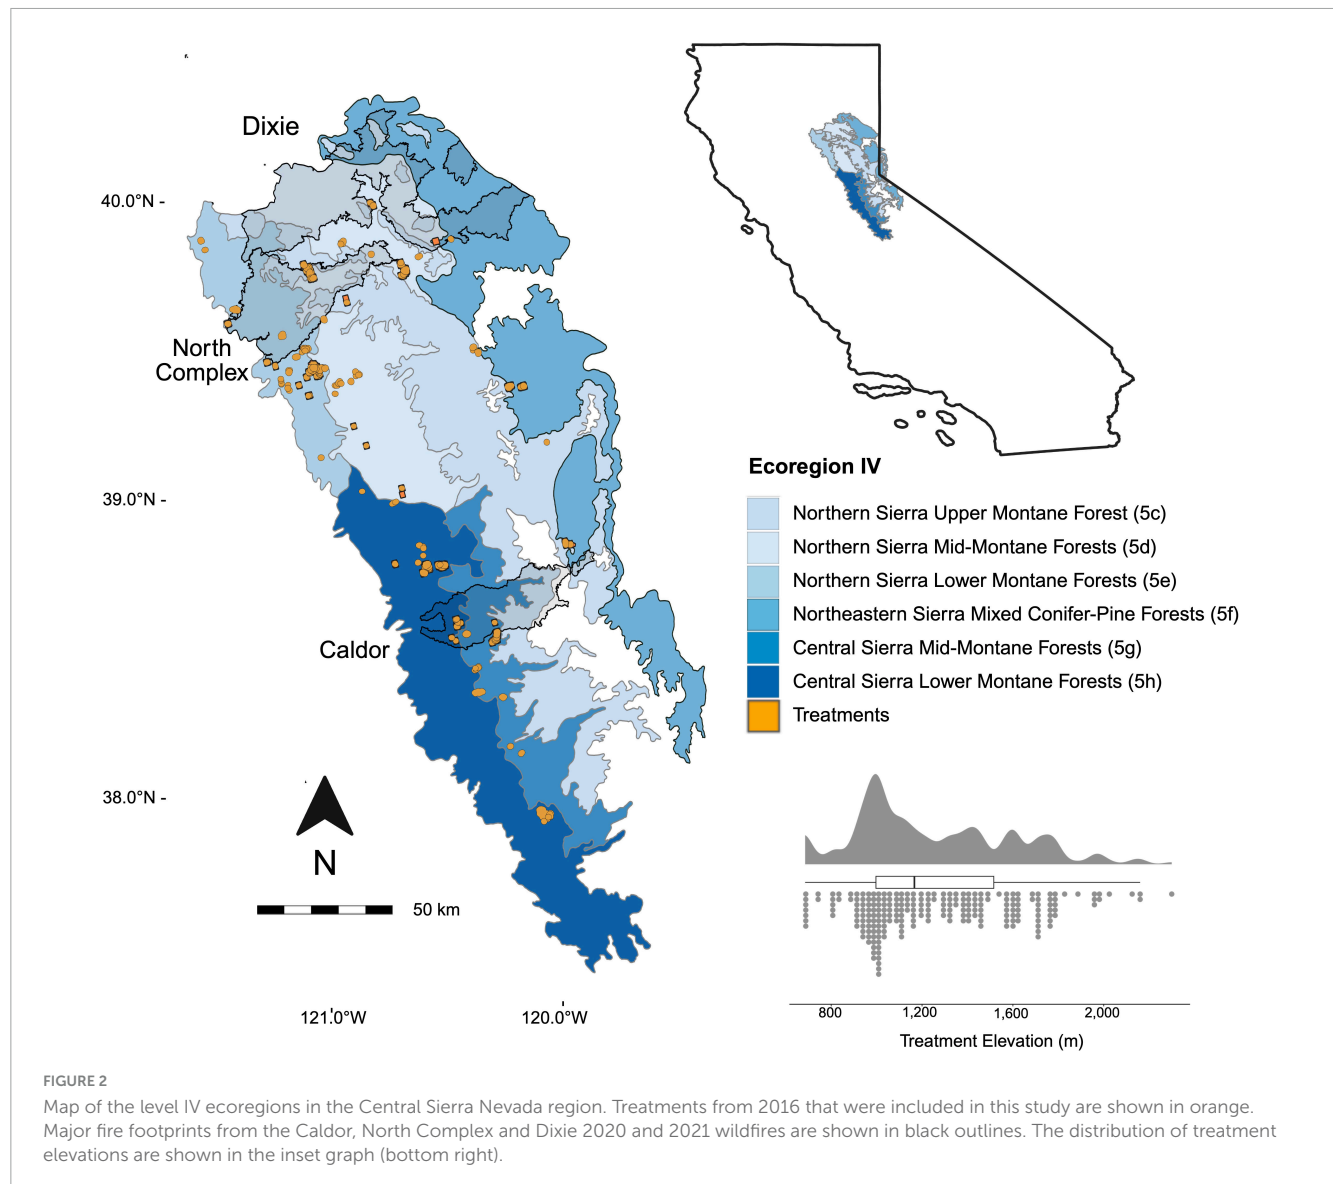 Dixie
40.0°N -
North
Complex
39.0°N -
Caldor
38.0°N -
N
50 km
121.0°W
120.0°W
Ecoregion IV
Northern Sierra Upper Montane Forest (5c)
Northern Sierra Mid-Montane Forests (5d)
Northern Sierra Lower Montane Forests (5e)
Northeastern Sierra Mixed Conifer-Pine Forests (5f)
Central Sierra Mid-Montane Forests (5g)
Central Sierra Lower Montane Forests (5h)
Treatments
800 1,200 1,600 2,000
Treatment Elevation (m)
FIGURE 2
Map of the level IV ecoregions in the Central Sierra Nevada region. Treatments from 2016 that were included in this study are shown in orange.
Major fire footprints from the Caldor, North Complex and Dixie 2020 and 2021 wildfires are shown in black outlines. The distribution of treatment
elevations are shown in the inset graph (bottom right).